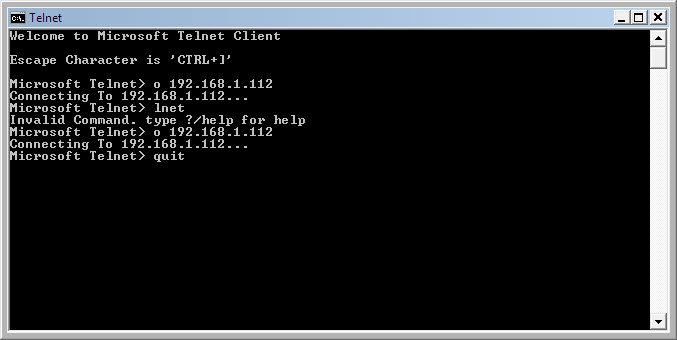 Telnet
Welcome to Microsoft Telnet Client
Escape Character is 'CTRL+]'
Microsoft Telnet> o 192.168.1.112
Connecting To 192.168.1.112...
Microsoft Telnet> lnet
Invalid Command. type ?/help for help
Microsoft Telnet> o 192.168.1.112
Connecting To 192.168.1.112...
Microsoft Telnet> quit